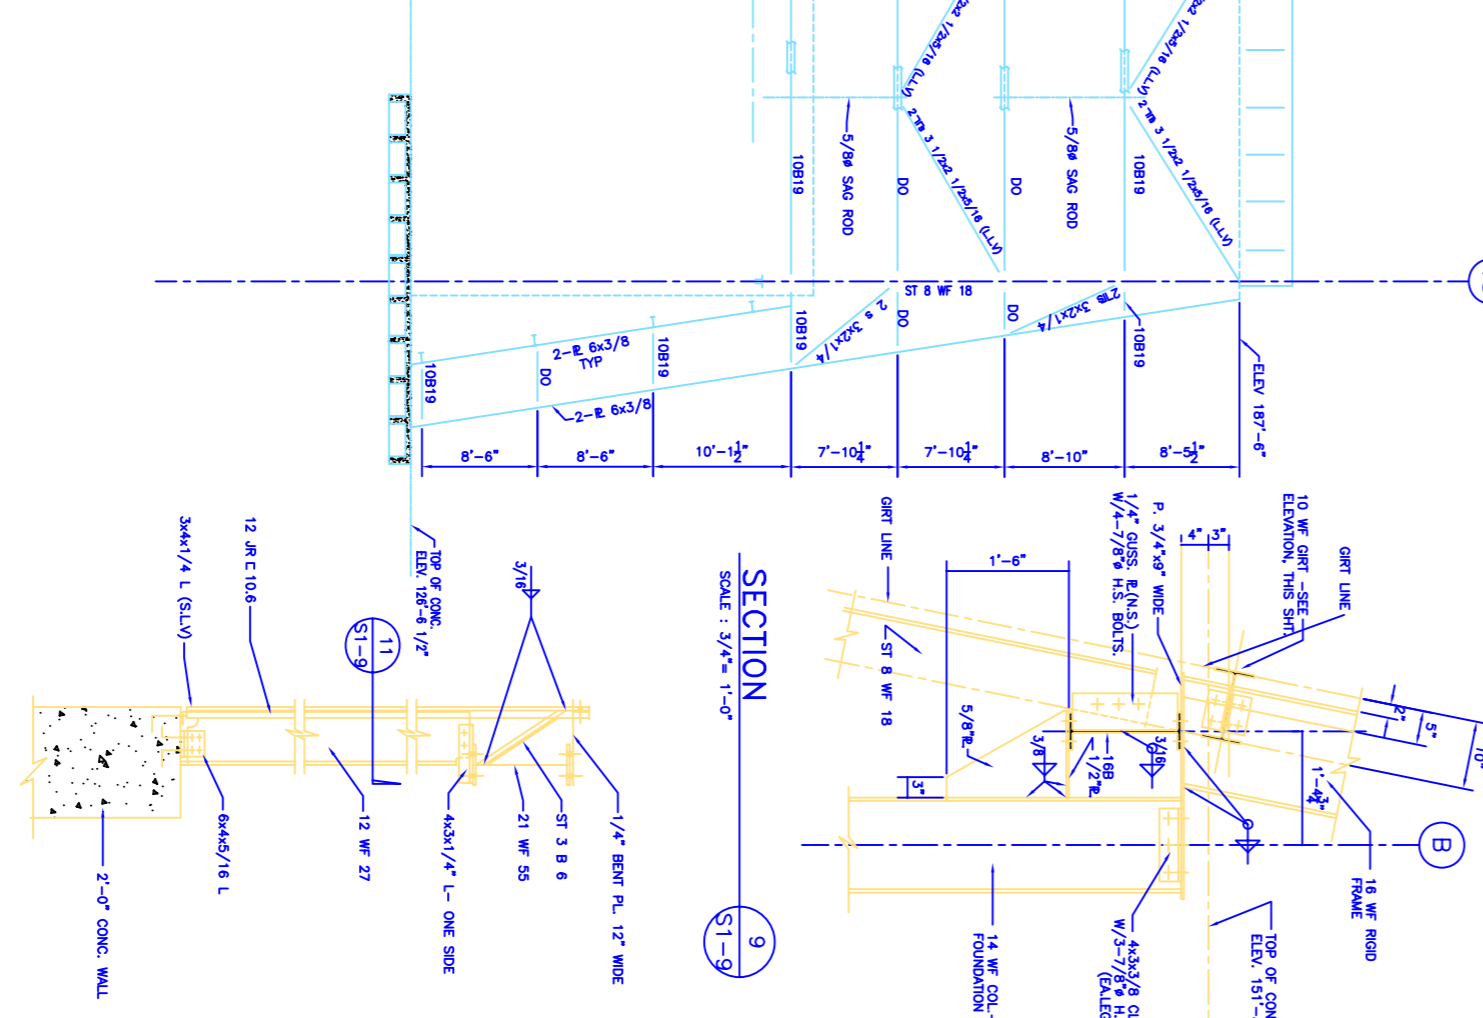 5/8ø SAG ROD
5/8ø SAG ROD
10B19
DO
DO
10B19
3 1/2x2 1/2x5/16 (LLV)
3 1/2x2 1/2x5/16 (LLV)
ST 8 WF 18
10B19
DO
DO
10B19
3x2x1/4
3x2x1/4
10B19
DO
10B19
2-PL 6x3/8
TYP
2-PL 6x3/8
ELEV 187'-6"
8'-6"
8'-6"
10'-1 1/2"
7'-10 1/4"
7'-10 1/4"
8'-10"
8'-5 1/2"
TOP OF CONC.
ELEV. 126'-6 1/2"
3x4x1/4 L (S.L.V)
12 JR [ 10.6
11
S1-9
3/16
6x4x5/16 L
12 WF 27
4x3x1/4" L- ONE SIDE
21 WF 55
ST 3 B 6
1/4" BENT PL. 12" WIDE
2'-0" CONC. WALL
SECTION
SCALE : 3/4"= 1'-0"
9
S1-9
GIRT LINE
ST 8 WF 18
1'-6"
1/4" GUSS. PL(N.S.)
W/4-7/8"ø H.S. BOLTS.
P. 3/4"x9" WIDE
4"
3"
10 WF GIRT -SEE
ELEVATION, THIS SHT.
GIRT LINE
2"
5"
10"
1'-4 3/4"
5/8"PL
3/8
16B
1/2"PL
3/16
3"
B
16 WF RIGID
FRAME
14 WF COL.-
FOUNDATION
4x3x3/8
W/3-7/8"ø H.
(EA.LEG
TOP OF CON
ELEV. 151'-